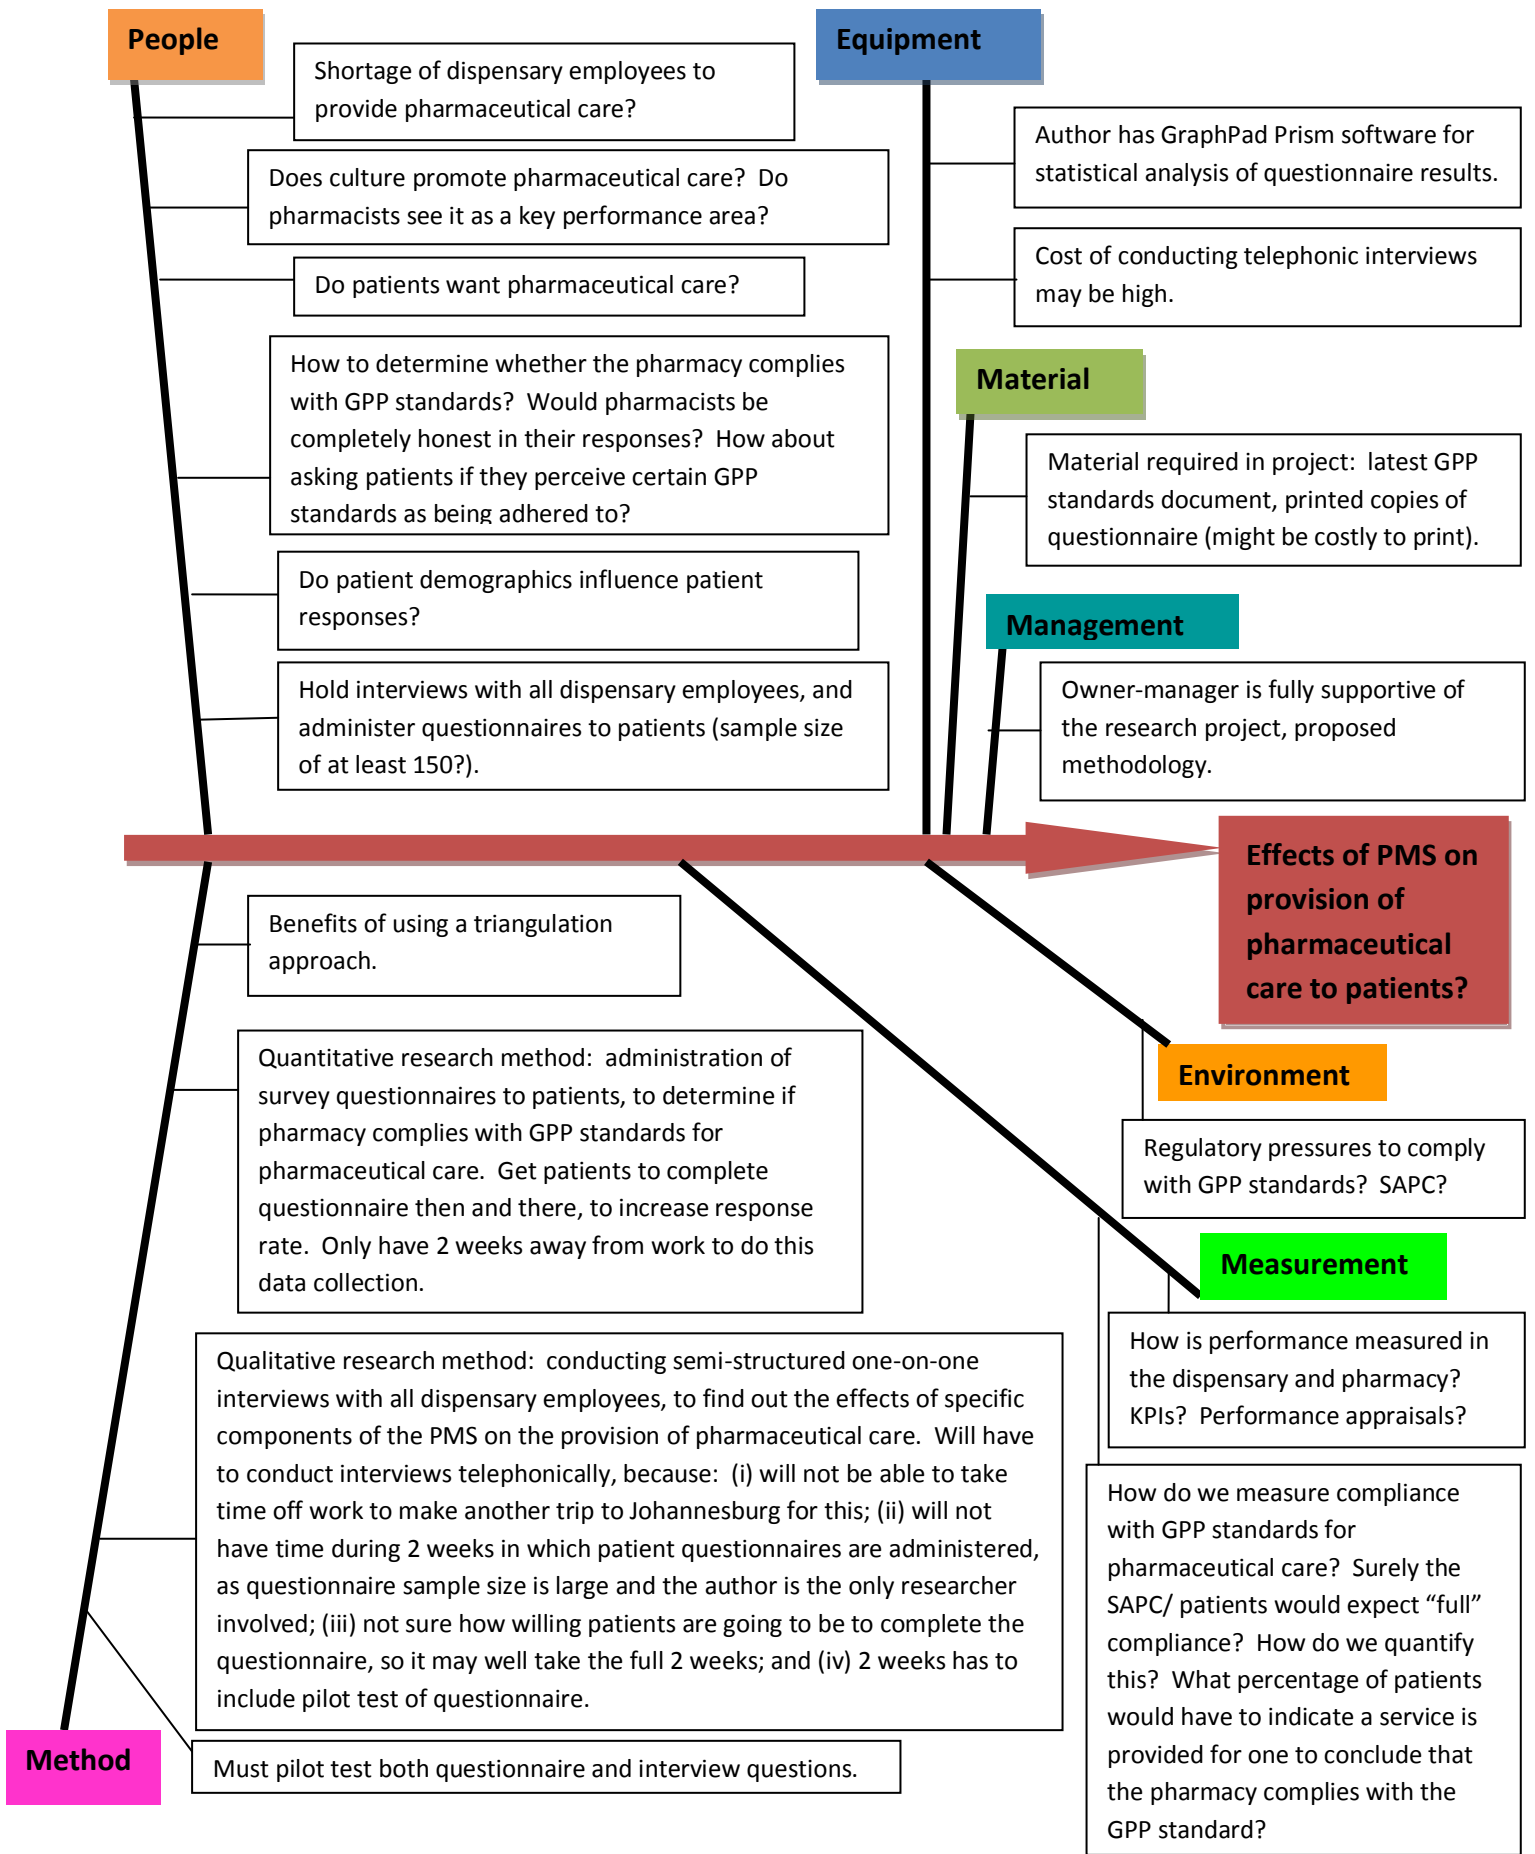 People
Shortage of dispensary employees to
provide pharmaceutical care?
Does culture promote pharmaceutical care?  Do
pharmacists see it as a key performance area?
Do patients want pharmaceutical care?
How to determine whether the pharmacy complies
with GPP standards?  Would pharmacists be
completely honest in their responses?  How about
asking patients if they perceive certain GPP
standards as being adhered to?
Do patient demographics influence patient
responses?
Hold interviews with all dispensary employees, and
administer questionnaires to patients (sample size
of at least 150?).
Equipment
Author has GraphPad Prism software for
statistical analysis of questionnaire results.
Cost of conducting telephonic interviews
may be high.
Material
Material required in project:  latest GPP
standards document, printed copies of
questionnaire (might be costly to print).
Management
Owner-manager is fully supportive of
the research project, proposed
methodology.
Effects of PMS on
provision of
pharmaceutical
care to patients?
Benefits of using a triangulation
approach.
Quantitative research method:  administration of
survey questionnaires to patients, to determine if
pharmacy complies with GPP standards for
pharmaceutical care.  Get patients to complete
questionnaire then and there, to increase response
rate.  Only have 2 weeks away from work to do this
data collection.
Qualitative research method:  conducting semi-structured one-on-one
interviews with all dispensary employees, to find out the effects of specific
components of the PMS on the provision of pharmaceutical care.  Will have
to conduct interviews telephonically, because:  (i) will not be able to take
time off work to make another trip to Johannesburg for this; (ii) will not
have time during 2 weeks in which patient questionnaires are administered,
as questionnaire sample size is large and the author is the only researcher
involved; (iii) not sure how willing patients are going to be to complete the
questionnaire, so it may well take the full 2 weeks; and (iv) 2 weeks has to
include pilot test of questionnaire.
Method
Must pilot test both questionnaire and interview questions.
Environment
Regulatory pressures to comply
with GPP standards?  SAPC?
Measurement
How is performance measured in
the dispensary and pharmacy?
KPIs?  Performance appraisals?
How do we measure compliance
with GPP standards for
pharmaceutical care?  Surely the
SAPC/ patients would expect “full”
compliance?  How do we quantify
this?  What percentage of patients
would have to indicate a service is
provided for one to conclude that
the pharmacy complies with the
GPP standard?